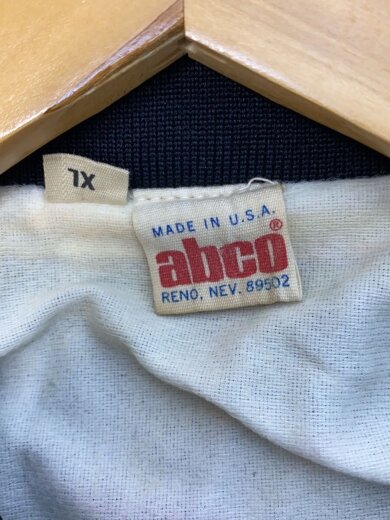 XL
MADE IN U.S.A.
abco®
RENO, NEV. 89502